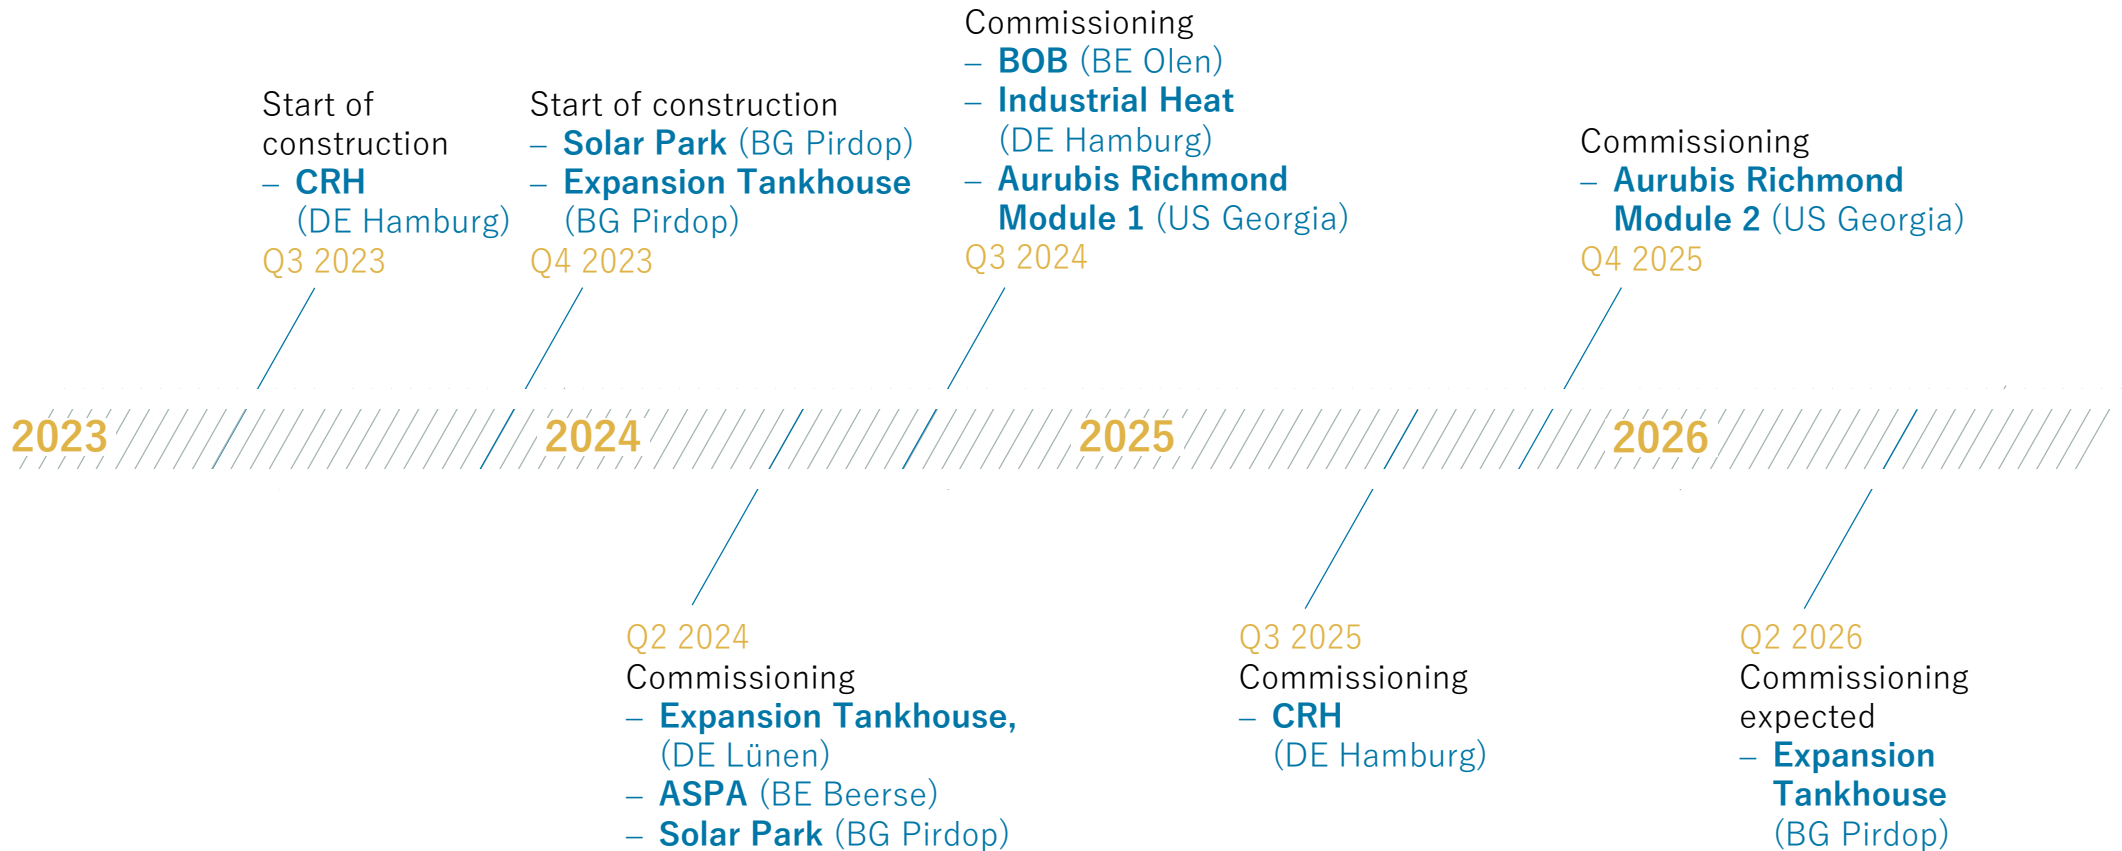 Start of
construction
– CRH
(DE Hamburg)
Q3 2023
Start of construction
– Solar Park (BG Pirdop)
– Expansion Tankhouse
(BG Pirdop)
Q4 2023
Commissioning
– BOB (BE Olen)
– Industrial Heat
(DE Hamburg)
– Aurubis Richmond
Module 1 (US Georgia)
Q3 2024
Commissioning
– Aurubis Richmond
Module 2 (US Georgia)
Q4 2025
2023
2024
2025
2026
Q2 2024
Commissioning
– Expansion Tankhouse,
(DE Lünen)
– ASPA (BE Beerse)
– Solar Park (BG Pirdop)
Q3 2025
Commissioning
– CRH
(DE Hamburg)
Q2 2026
Commissioning
expected
– Expansion
Tankhouse
(BG Pirdop)